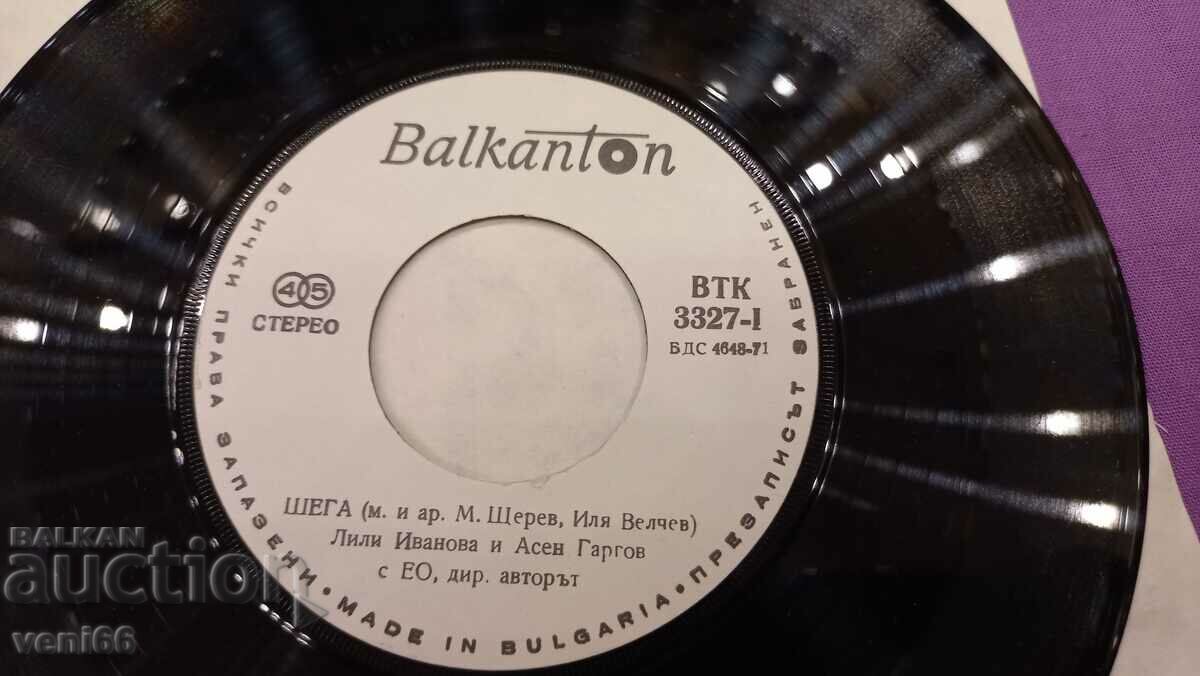 Balkanton
45
СТЕРЕО
ВТК
3327-I
БДС 4648-71
ШЕГА (м. и ар. М. Щерев, Иля Велчев)
Лили Иванова и Асен Гаргов
с ЕО, дир. авторът
ВСИЧКИ ПРАВА ЗАПАЗЕНИ • MADE IN BULGARIA • ПРЕЗАПИСЪТ ЗАБРАНЕН
BALKAN
auction
veni66